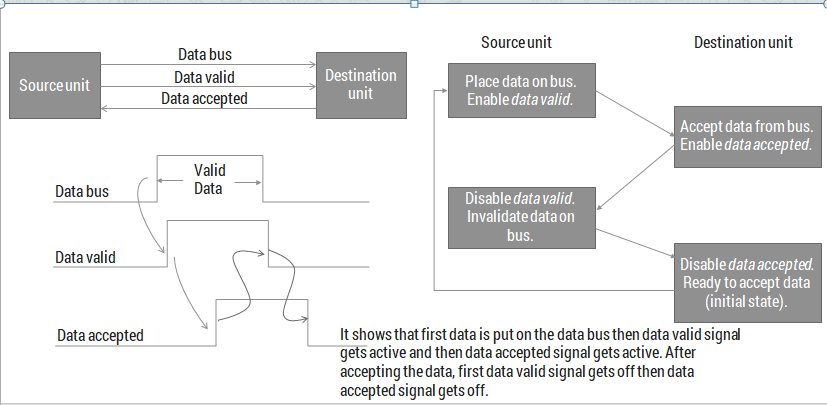 Data bus
Data valid
Data accepted
Source unit
Destination
unit
Valid
Data
Data bus
Data valid
Data accepted
Source unit
Destination unit
Place data on bus.
Enable data valid.
Accept data from bus.
Enable data accepted.
Disable data valid.
Invalidate data on
bus.
Disable data accepted.
Ready to accept data
(initial state).
It shows that first data is put on the data bus then data valid signal
gets active and then data accepted signal gets active. After
accepting the data, first data valid signal gets off then data
accepted signal gets off.